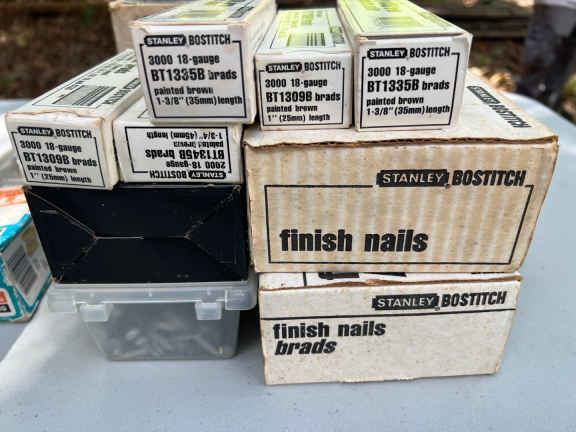 STANLEY BOSTITCH
3000 18-gauge
BT1335B brads
painted brown
1-3/8" (35mm) length
STANLEY BOSTITCH
3000 18-gauge
BT1309B brads
painted brown
1" (25mm) length
STANLEY BOSTITCH
3000 18-gauge
BT1335B brads
painted brown
1-3/8" (35mm) length
STANLEY BOSTITCH
3000 18-gauge
BT1309B brads
painted brown
1" (25mm) length
STANLEY BOSTITCH
2000 18-gauge
BT1345B brads
painted brown
1-3/4" (45mm) length
STANLEY BOSTITCH
finish nails
STANLEY BOSTITCH
finish nails
brads